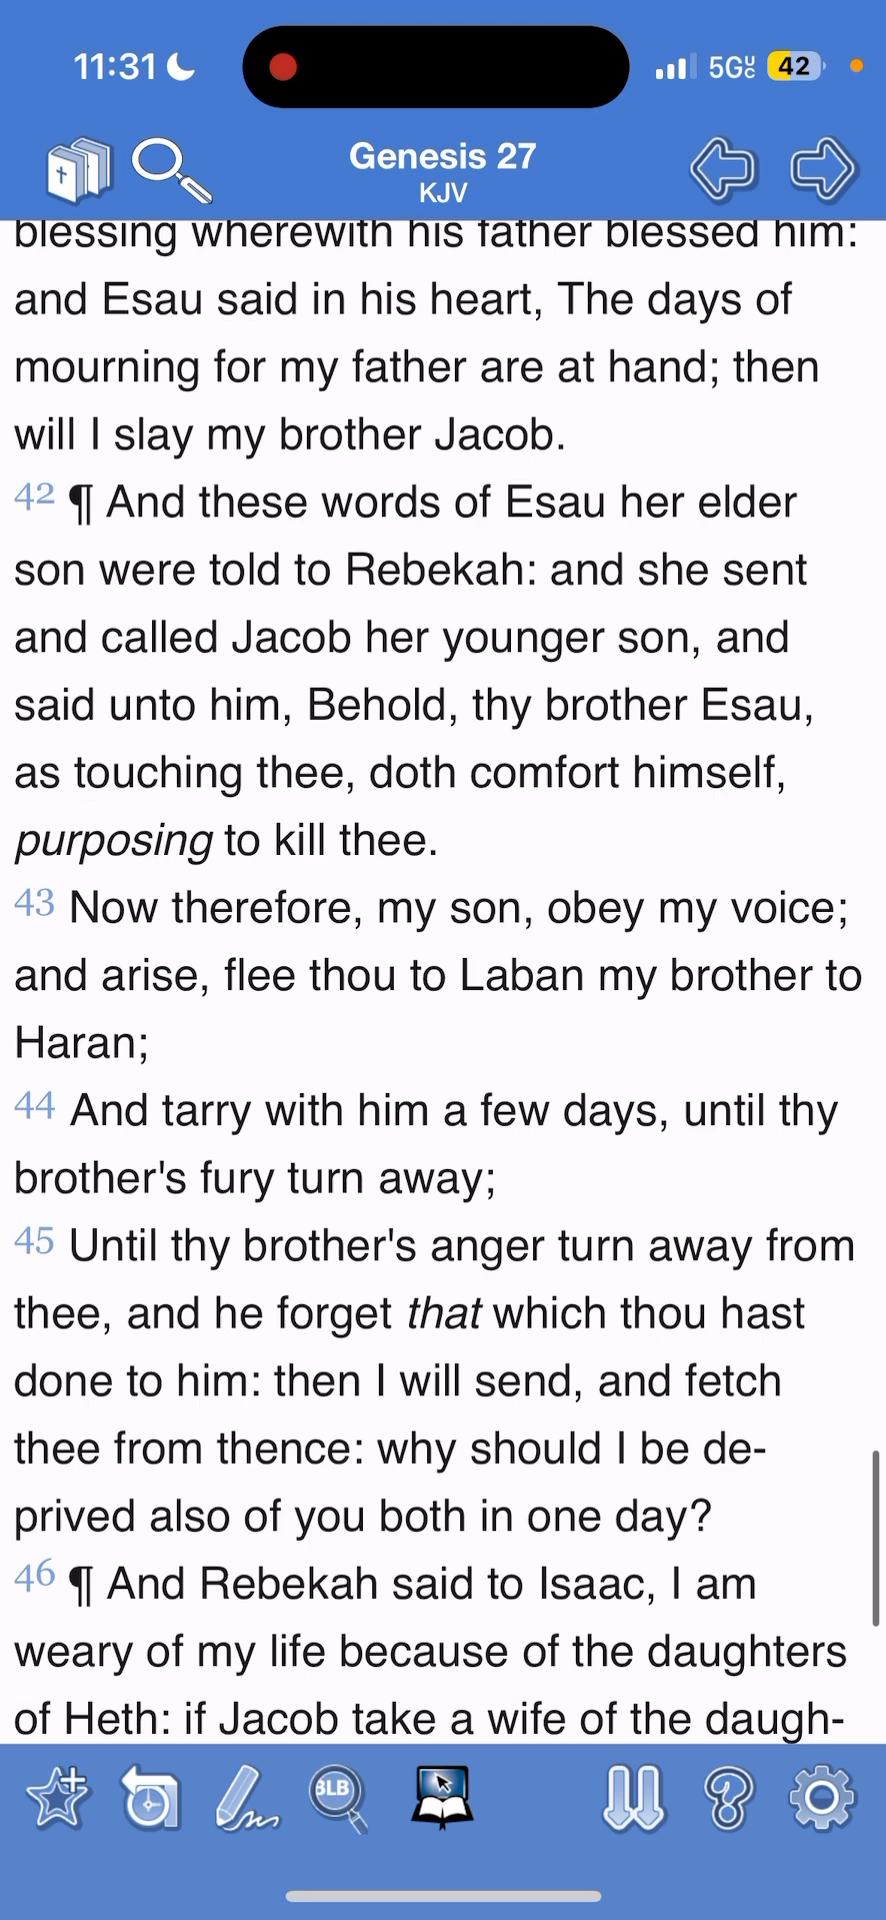 11:31
5G UC
42
Genesis 27
KJV
blessing wherewith his father blessed him:
and Esau said in his heart, The days of
mourning for my father are at hand; then
will I slay my brother Jacob.
42 ¶ And these words of Esau her elder
son were told to Rebekah: and she sent
and called Jacob her younger son, and
said unto him, Behold, thy brother Esau,
as touching thee, doth comfort himself,
purposing to kill thee.
43 Now therefore, my son, obey my voice;
and arise, flee thou to Laban my brother to
Haran;
44 And tarry with him a few days, until thy
brother's fury turn away;
45 Until thy brother's anger turn away from
thee, and he forget that which thou hast
done to him: then I will send, and fetch
thee from thence: why should I be de-
prived also of you both in one day?
46 ¶ And Rebekah said to Isaac, I am
weary of my life because of the daughters
of Heth: if Jacob take a wife of the daugh-
BLB